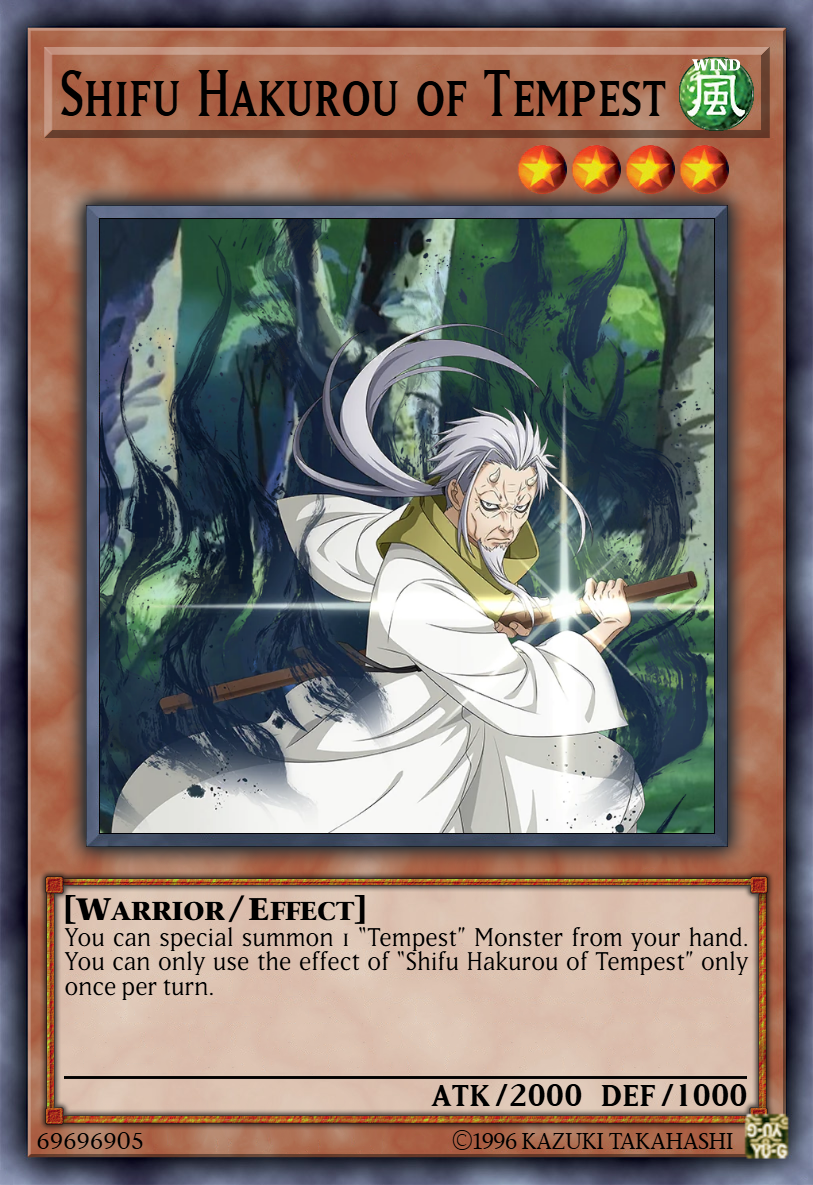 Shifu Hakurou of Tempest
WIND
風
[Warrior/Effect]
You can special summon 1 "Tempest" Monster from your hand.
You can only use the effect of "Shifu Hakurou of Tempest" only
once per turn.
ATK/2000 DEF/1000
69696905
©1996 KAZUKI TAKAHASHI